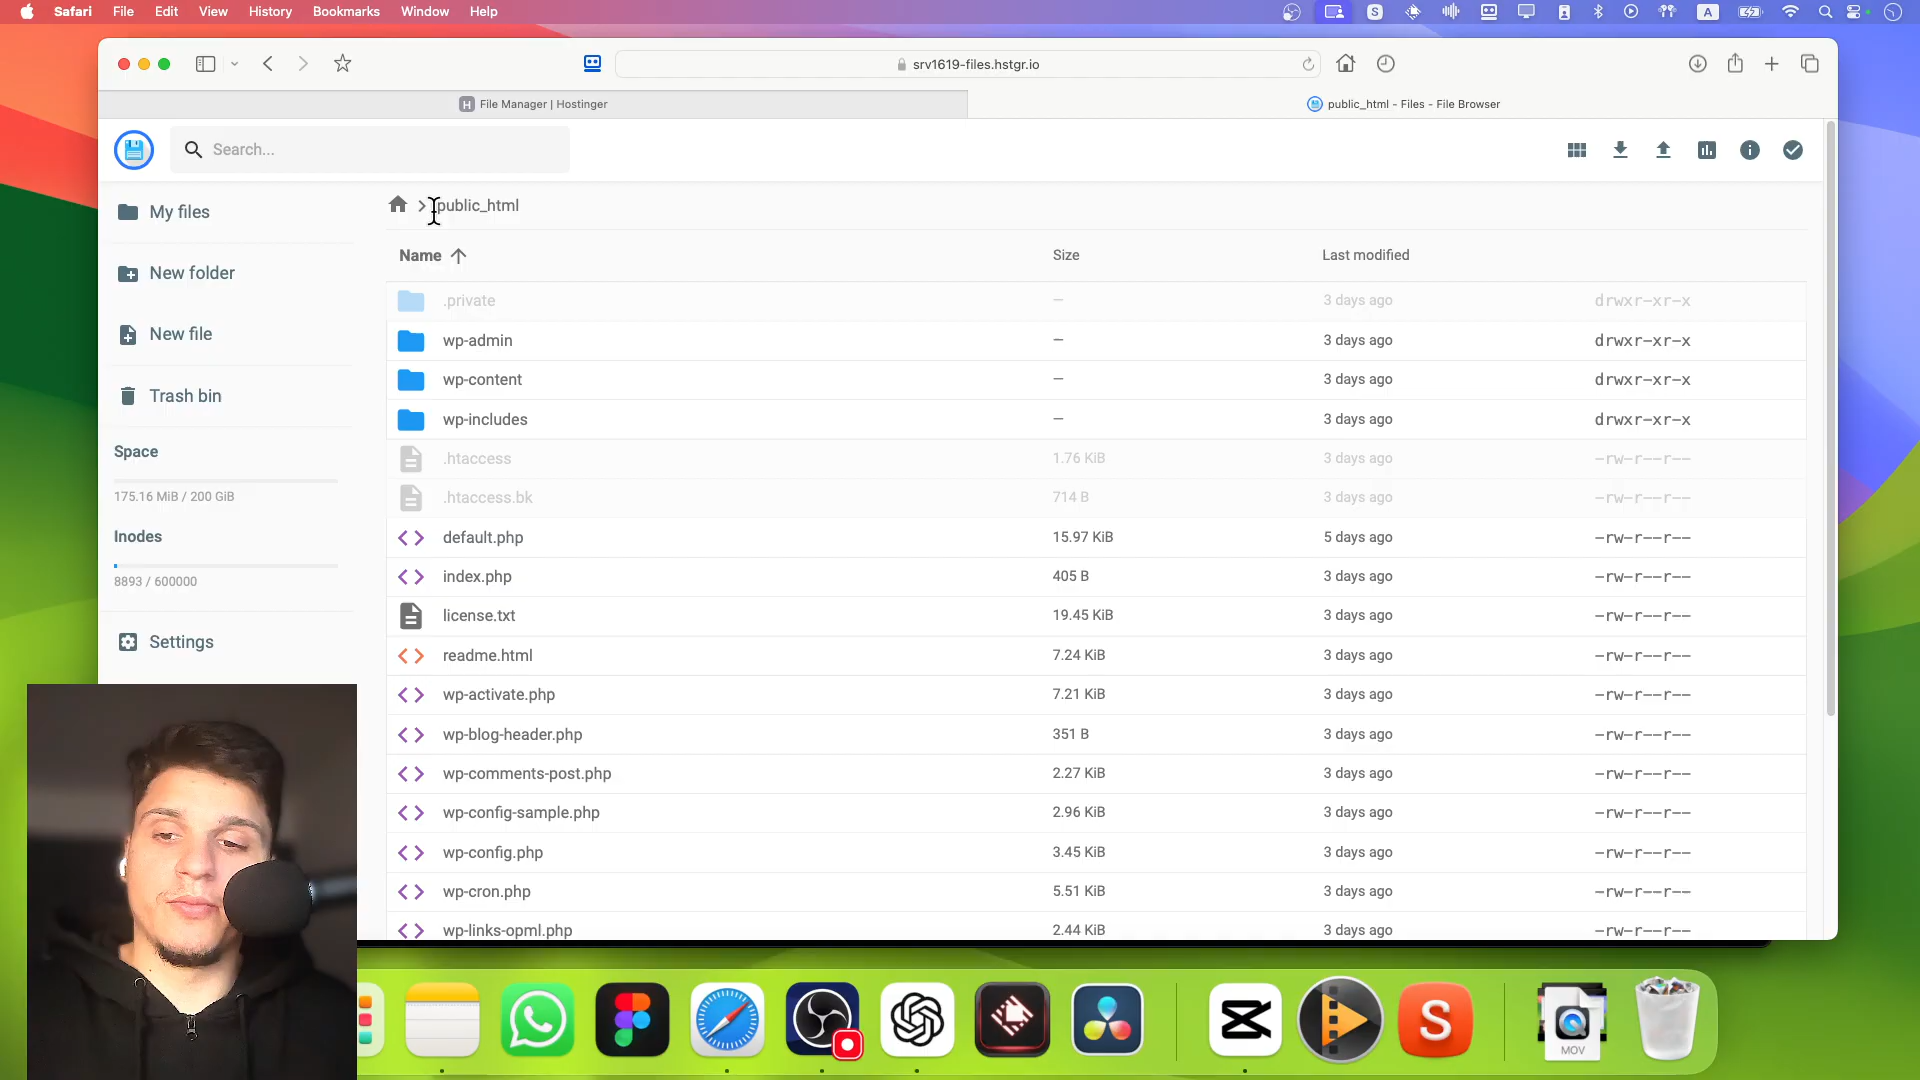 Safari File Edit View History Bookmarks Window Help
A
srv1619-files.hstgr.io
H File Manager | Hostinger
public_html - Files - File Browser
Search...
My files
New folder
New file
Trash bin
Space
175.16 MiB / 200 GiB
Inodes
8893 / 600000
Settings
public_html
Name Size Last modified
.private — 3 days ago drwxr-xr-x
wp-admin — 3 days ago drwxr-xr-x
wp-content — 3 days ago drwxr-xr-x
wp-includes — 3 days ago drwxr-xr-x
.htaccess 1.76 KiB 3 days ago -rw-r--r--
.htaccess.bk 714 B 3 days ago -rw-r--r--
default.php 15.97 KiB 5 days ago -rw-r--r--
index.php 405 B 3 days ago -rw-r--r--
license.txt 19.45 KiB 3 days ago -rw-r--r--
readme.html 7.24 KiB 3 days ago -rw-r--r--
wp-activate.php 7.21 KiB 3 days ago -rw-r--r--
wp-blog-header.php 351 B 3 days ago -rw-r--r--
wp-comments-post.php 2.27 KiB 3 days ago -rw-r--r--
wp-config-sample.php 2.96 KiB 3 days ago -rw-r--r--
wp-config.php 3.45 KiB 3 days ago -rw-r--r--
wp-cron.php 5.51 KiB 3 days ago -rw-r--r--
wp-links-opml.php 2.44 KiB 3 days ago -rw-r--r--
S
MOV